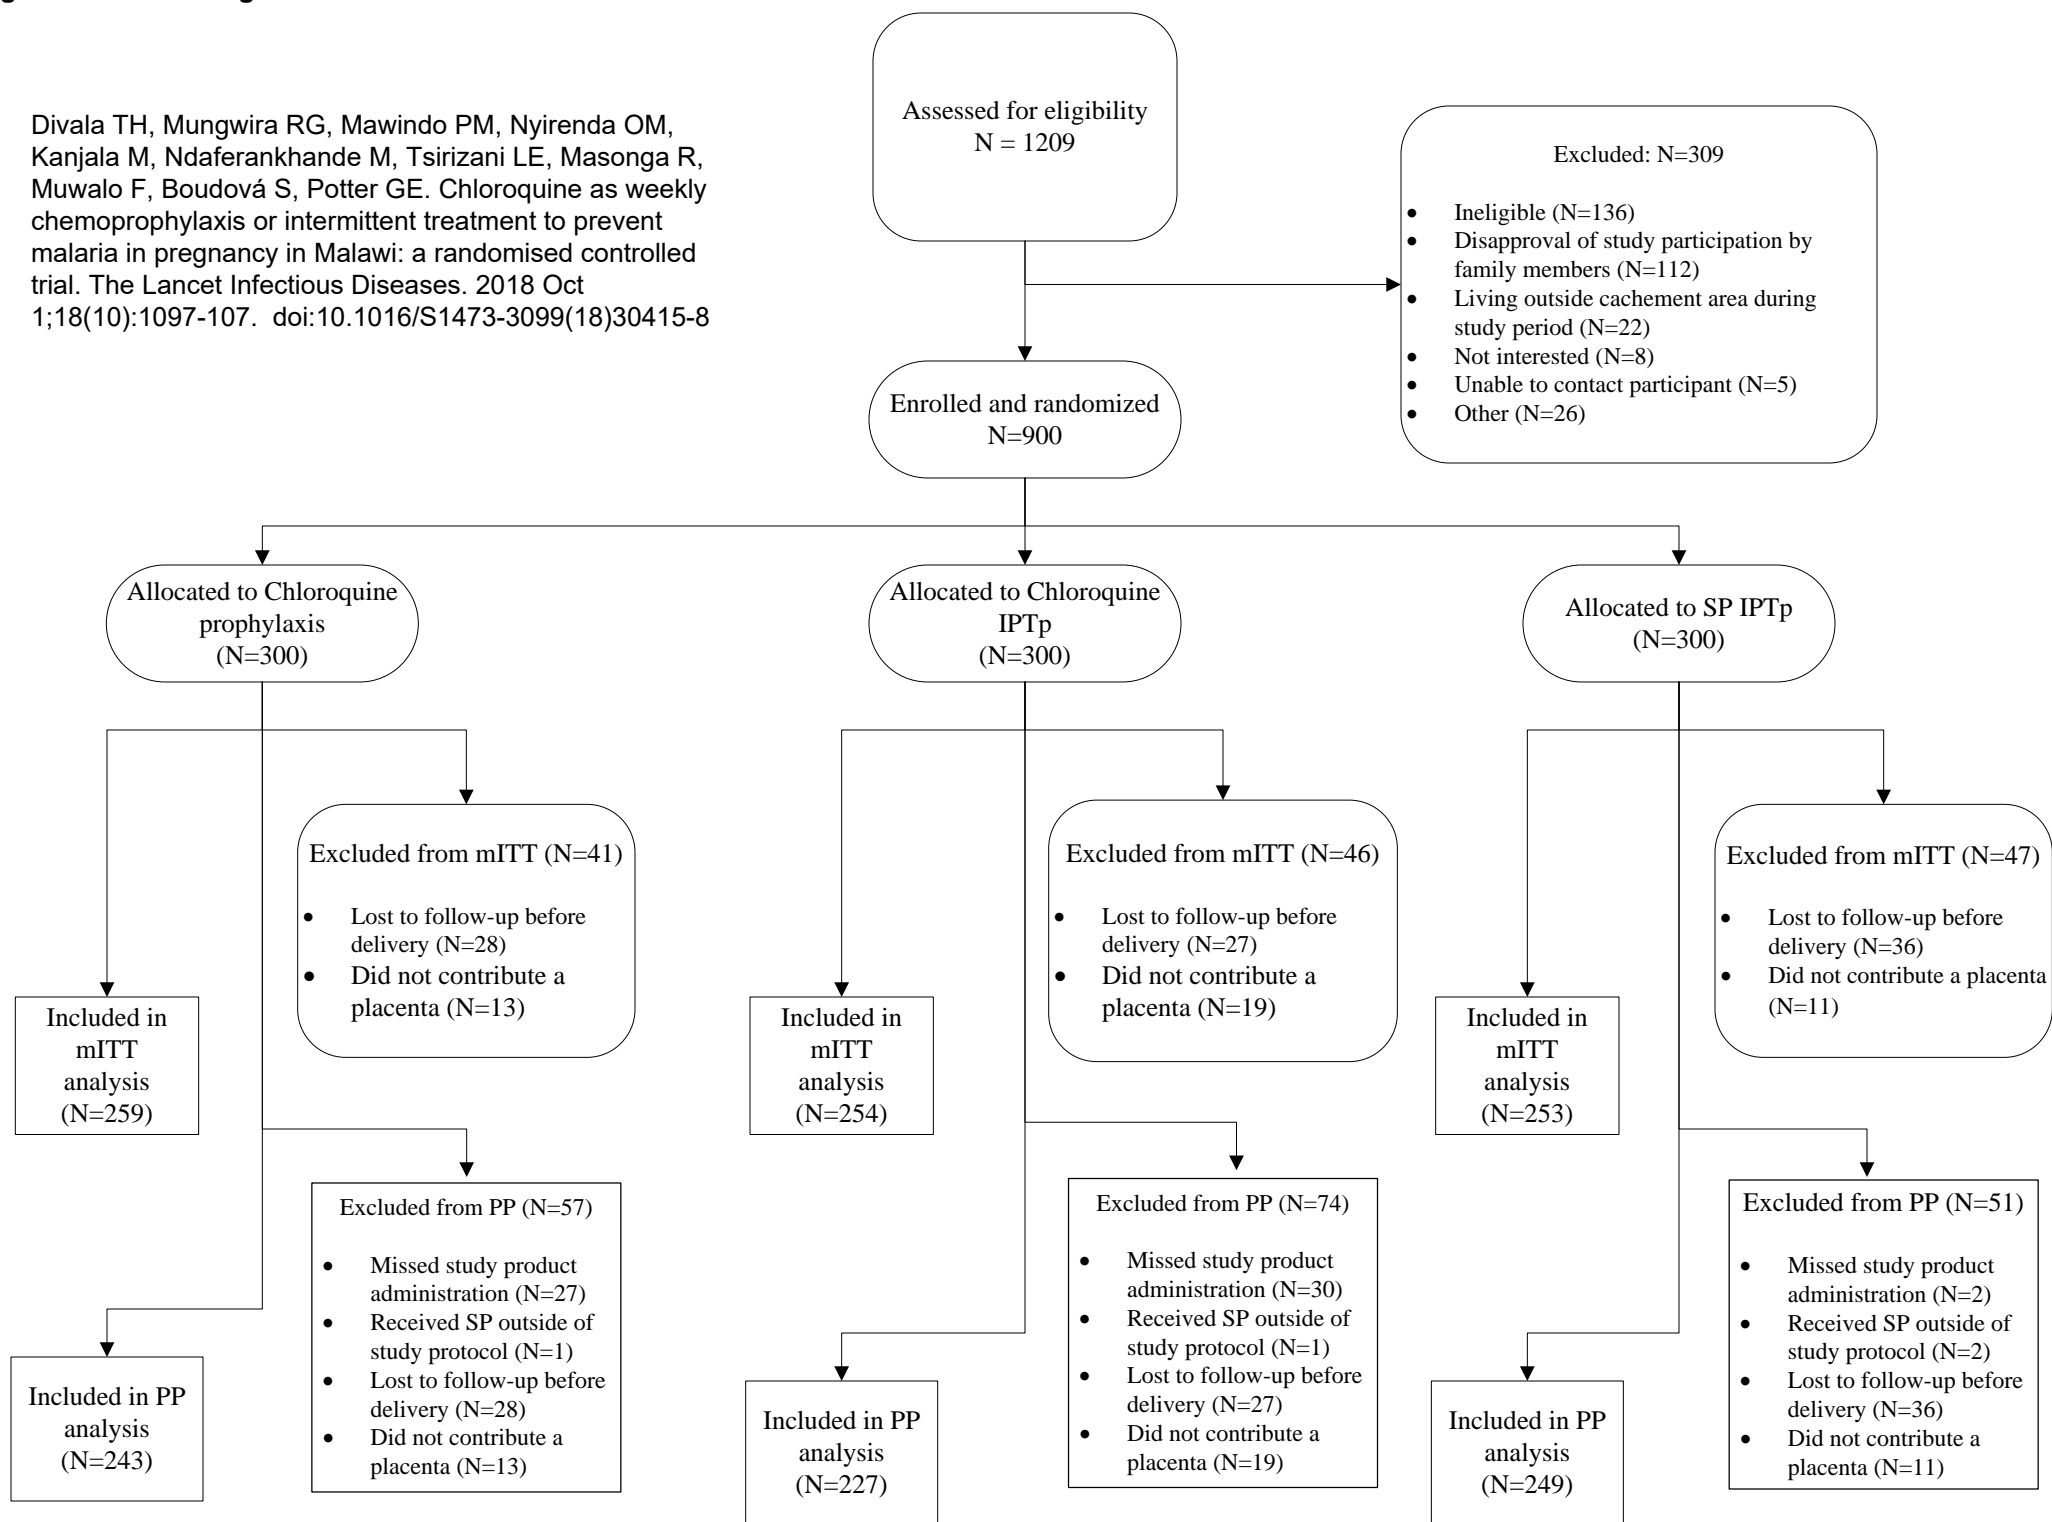 Divala TH, Mungwira RG, Mawindo PM, Nyirenda OM,
Kanjala M, Ndaferankhande M, Tsirizani LE, Masonga R,
Muwalo F, Boudová S, Potter GE. Chloroquine as weekly
chemoprophylaxis or intermittent treatment to prevent
malaria in pregnancy in Malawi: a randomised controlled
trial. The Lancet Infectious Diseases. 2018 Oct
1;18(10):1097-107.  doi:10.1016/S1473-3099(18)30415-8
Assessed for eligibility
N = 1209
Excluded: N=309
• Ineligible (N=136)
• Disapproval of study participation by
family members (N=112)
• Living outside cachement area during
study period (N=22)
• Not interested (N=8)
• Unable to contact participant (N=5)
• Other (N=26)
Enrolled and randomized
N=900
Allocated to Chloroquine
prophylaxis
(N=300)
Allocated to Chloroquine
IPTp
(N=300)
Allocated to SP IPTp
(N=300)
Excluded from mITT (N=41)
• Lost to follow-up before
delivery (N=28)
• Did not contribute a
placenta (N=13)
Included in
mITT
analysis
(N=259)
Excluded from mITT (N=46)
• Lost to follow-up before
delivery (N=27)
• Did not contribute a
placenta (N=19)
Included in
mITT
analysis
(N=254)
Excluded from mITT (N=47)
• Lost to follow-up before
delivery (N=36)
• Did not contribute a placenta
(N=11)
Included in
mITT
analysis
(N=253)
Excluded from PP (N=57)
• Missed study product
administration (N=27)
• Received SP outside of
study protocol (N=1)
• Lost to follow-up before
delivery (N=28)
• Did not contribute a
placenta (N=13)
Included in PP
analysis
(N=243)
Excluded from PP (N=74)
• Missed study product
administration (N=30)
• Received SP outside of
study protocol (N=1)
• Lost to follow-up before
delivery (N=27)
• Did not contribute a
placenta (N=19)
Included in PP
analysis
(N=227)
Excluded from PP (N=51)
• Missed study product
administration (N=2)
• Received SP outside of
study protocol (N=2)
• Lost to follow-up before
delivery (N=36)
• Did not contribute a
placenta (N=11)
Included in PP
analysis
(N=249)